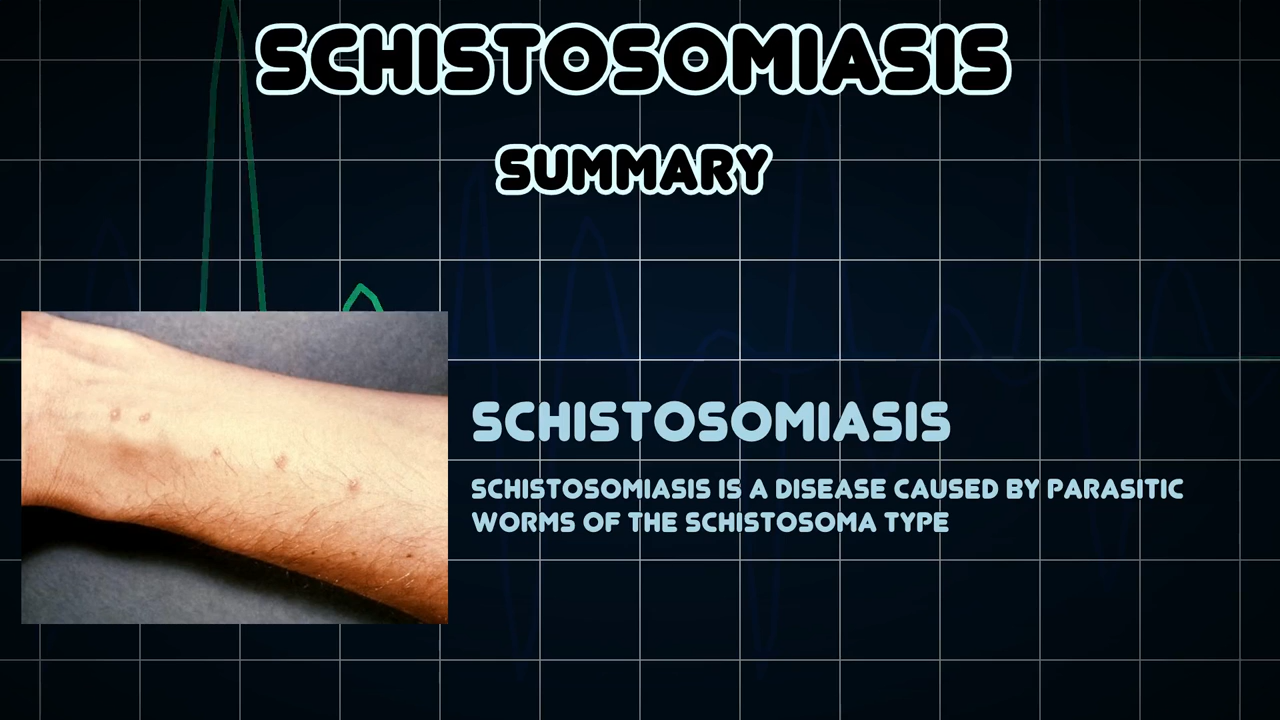 SCHISTOSOMIASIS
SUMMARY
SCHISTOSOMIASIS
SCHISTOSOMIASIS IS A DISEASE CAUSED BY PARASITIC
WORMS OF THE SCHISTOSOMA TYPE